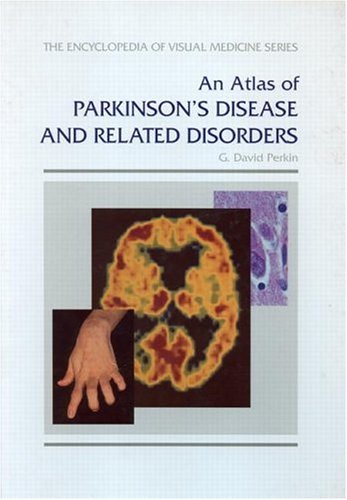 THE ENCYCLOPEDIA OF VISUAL MEDICINE SERIES
An Atlas of
PARKINSON'S DISEASE
AND RELATED DISORDERS
G. David Perkin